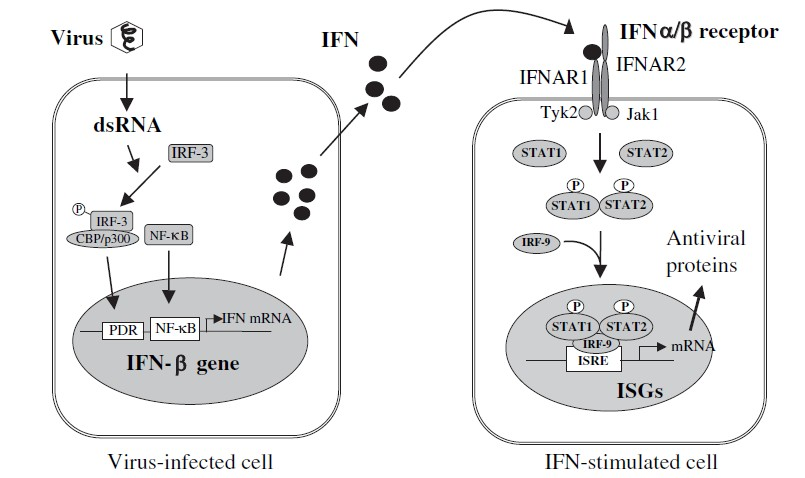 Virus
dsRNA
IRF-3
P
IRF-3
CBP/p300
NF-κB
PDR
NF-κB
IFN mRNA
IFN-β gene
Virus-infected cell
IFN
IFNα/β receptor
IFNAR1
IFNAR2
Tyk2
Jak1
STAT1
STAT2
P
P
STAT1
STAT2
IRF-9
Antiviral
proteins
P
P
STAT1
STAT2
IRF-9
ISRE
mRNA
ISGs
IFN-stimulated cell